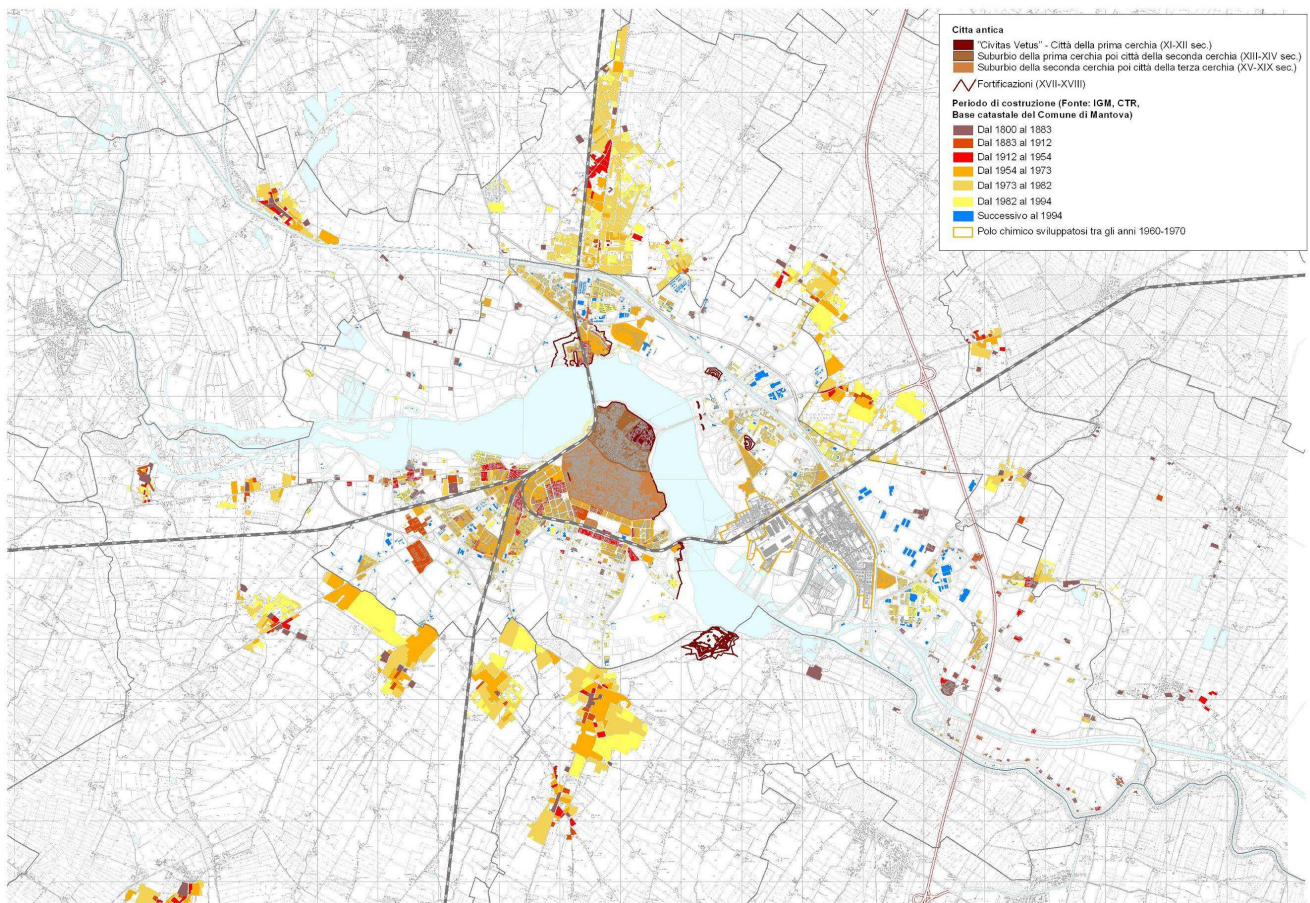 Citta antica
"Civitas Vetus" - Città della prima cerchia (XI-XII sec.)
Suburbio della prima cerchia poi città della seconda cerchia (XIII-XIV sec.)
Suburbio della seconda cerchia poi città della terza cerchia (XV-XIX sec.)
Fortificazioni (XVII-XVIII)
Periodo di costruzione (Fonte: IGM, CTR,
Base catastale del Comune di Mantova)
Dal 1800 al 1883
Dal 1883 al 1912
Dal 1912 al 1954
Dal 1954 al 1973
Dal 1973 al 1982
Dal 1982 al 1994
Successivo al 1994
Polo chimico sviluppatosi tra gli anni 1960-1970